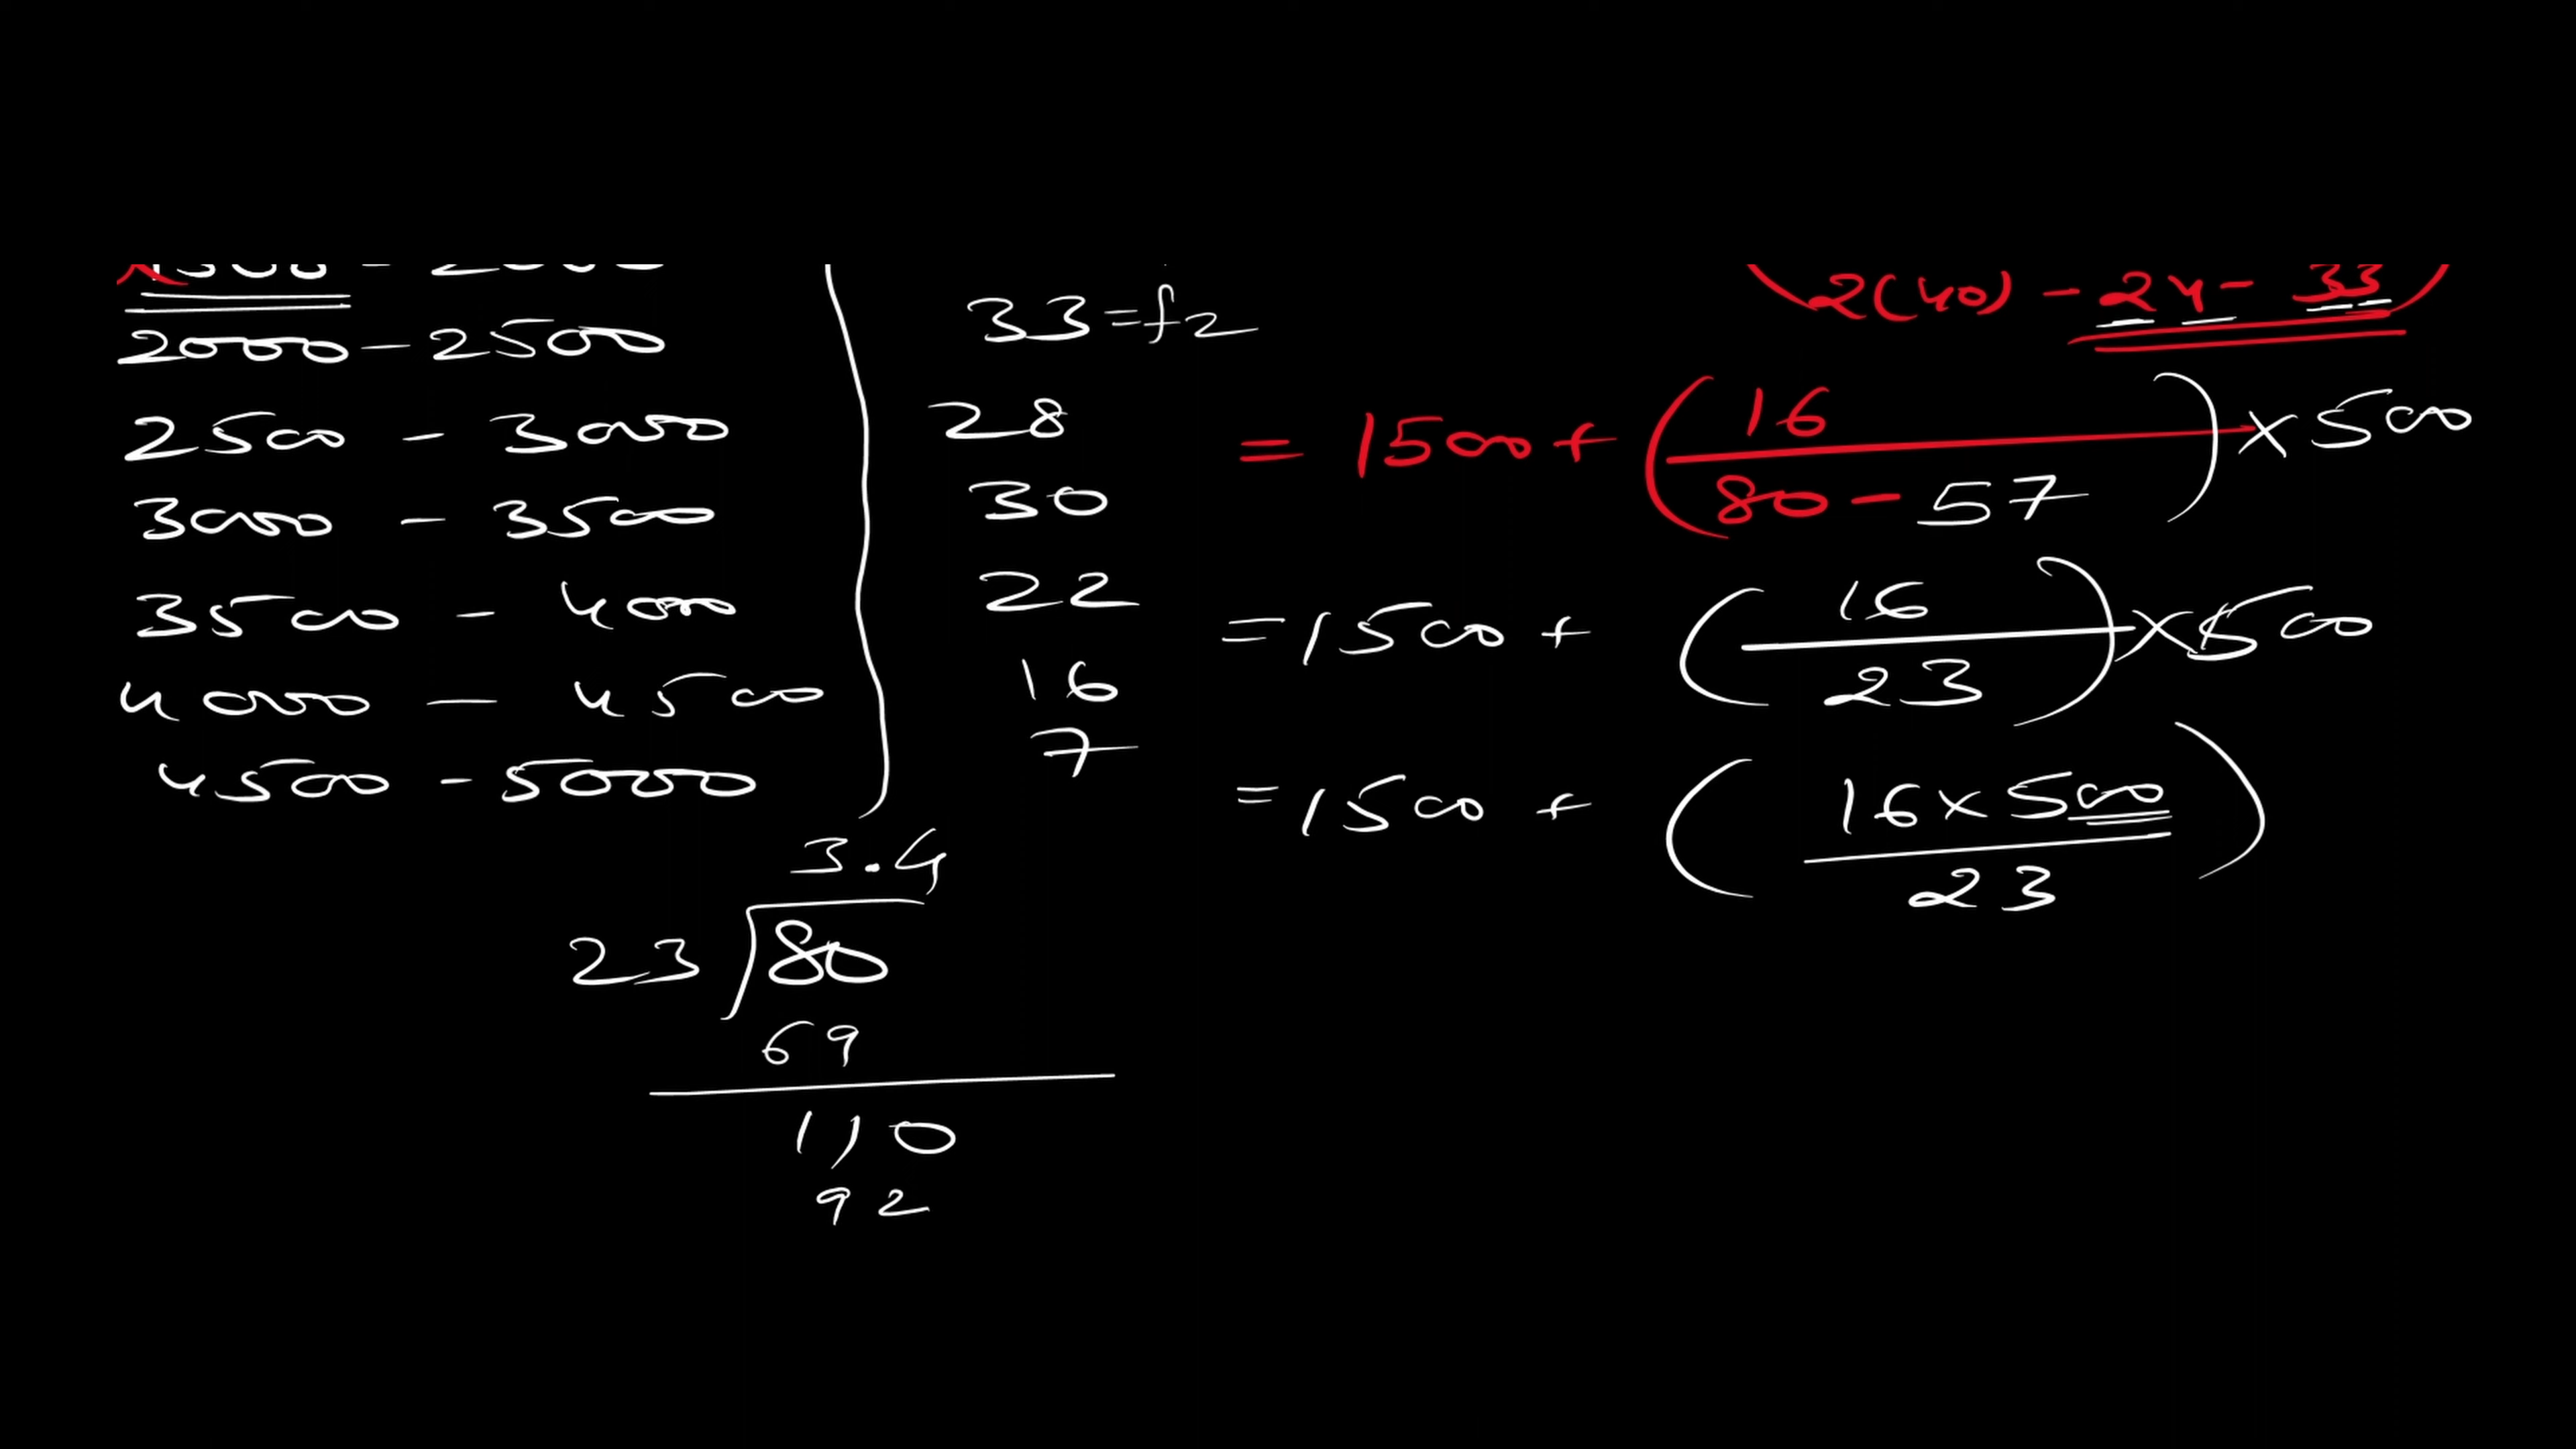 1500 - 2000
2000 - 2500
2500 - 3000
3000 - 3500
3500 - 4000
4000 - 4500
4500 - 5000
33 = f2
28
30
22
16
7
3.4
23 80
69
110
92
2(40) - 24 - 33
= 1500 + ( 16 / 80 - 57 ) × 500
= 1500 + ( 16 / 23 ) × 500
= 1500 + ( 16 × 500 / 23 )